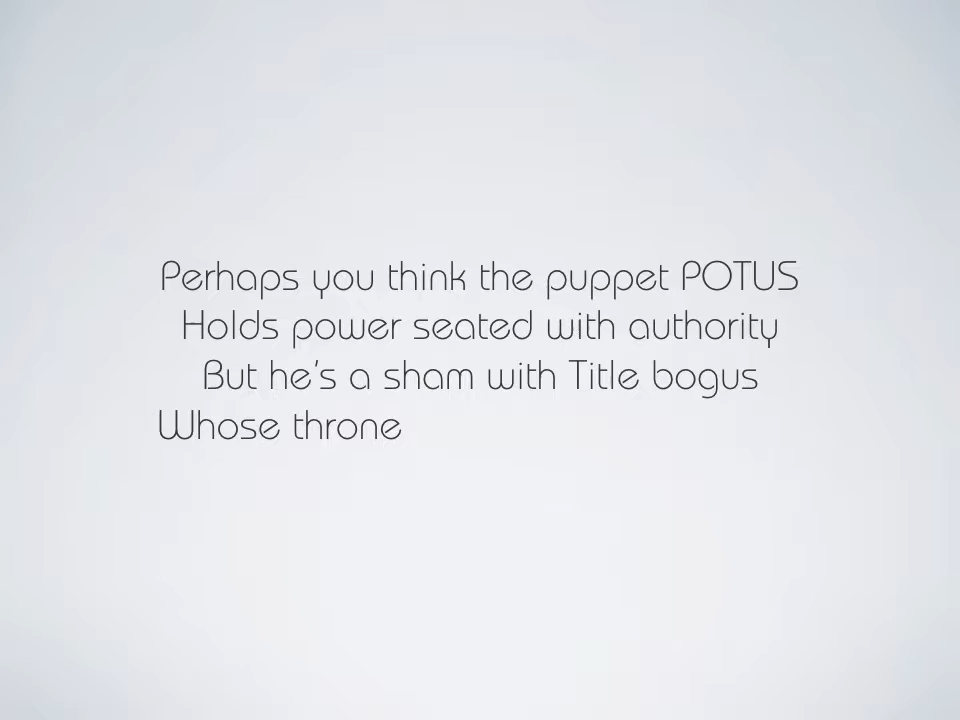 Perhaps you think the puppet POTUS
Holds power seated with authority
But he's a sham with Title bogus
Whose throne